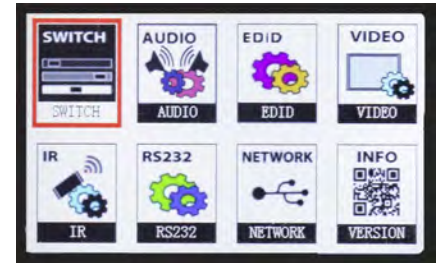 SWITCH
AUDIO
EDID
VIDEO
SWITCH
AUDIO
EDID
VIDEO
IR
RS232
NETWORK
INFO
IR
RS232
NETWORK
VERSION